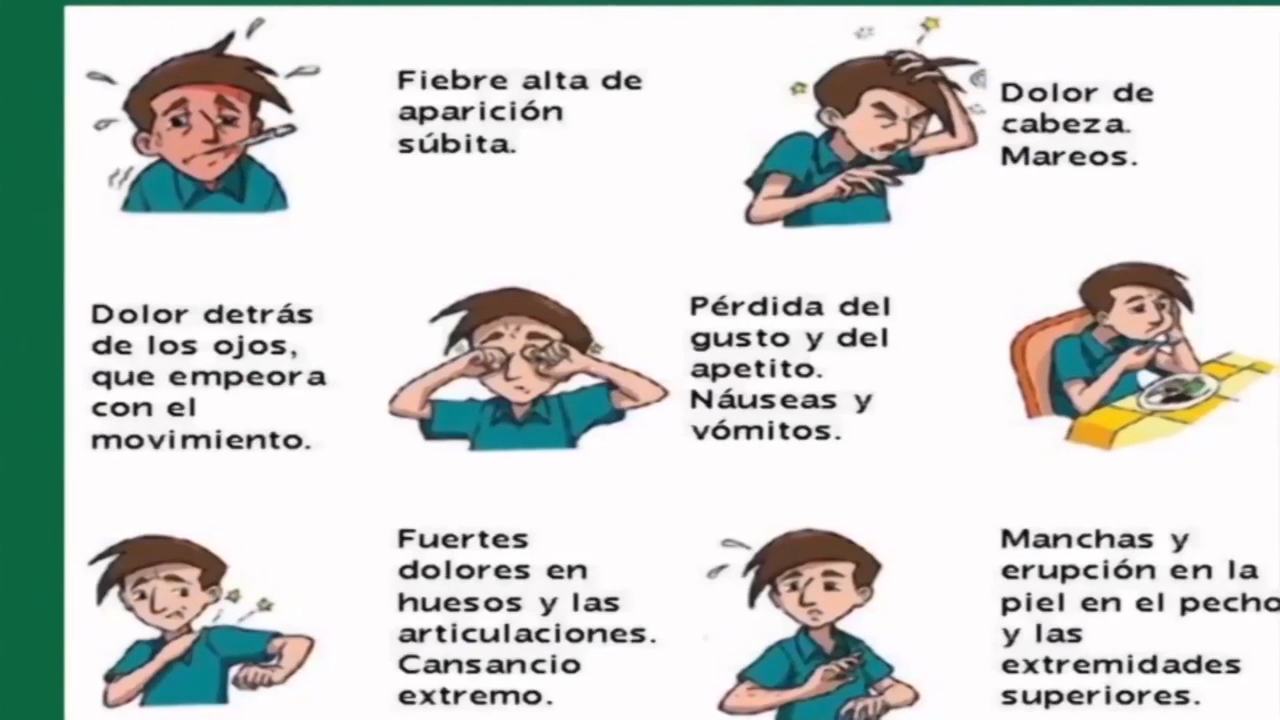 Fiebre alta de
aparición
súbita.
Dolor de
cabeza.
Mareos.
Dolor detrás
de los ojos,
que empeora
con el
movimiento.
Pérdida del
gusto y del
apetito.
Náuseas y
vómitos.
Fuertes
dolores en
huesos y las
articulaciones.
Cansancio
extremo.
Manchas y
erupción en la
piel en el pecho
y las
extremidades
superiores.